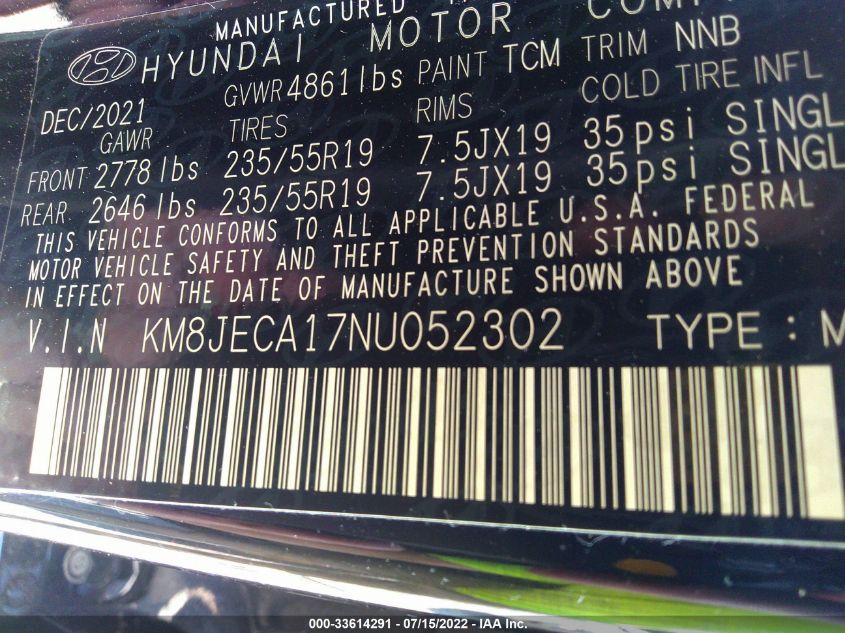 MANUFACTURED
HYUNDAI MOTOR
DEC/2021 GVWR 4861lbs PAINT TCM TRIM NNB
GAWR TIRES RIMS COLD TIRE INFL
FRONT 2778 lbs 235/55R19 7.5JX19 35psi SINGL
REAR 2646 lbs 235/55R19 7.5JX19 35psi SINGL
THIS VEHICLE CONFORMS TO ALL APPLICABLE U.S.A. FEDERAL
MOTOR VEHICLE SAFETY AND THEFT PREVENTION STANDARDS
IN EFFECT ON THE DATE OF MANUFACTURE SHOWN ABOVE
V.I.N KM8JECA17NU052302 TYPE : M
000-33614291 - 07/15/2022 - IAA Inc.